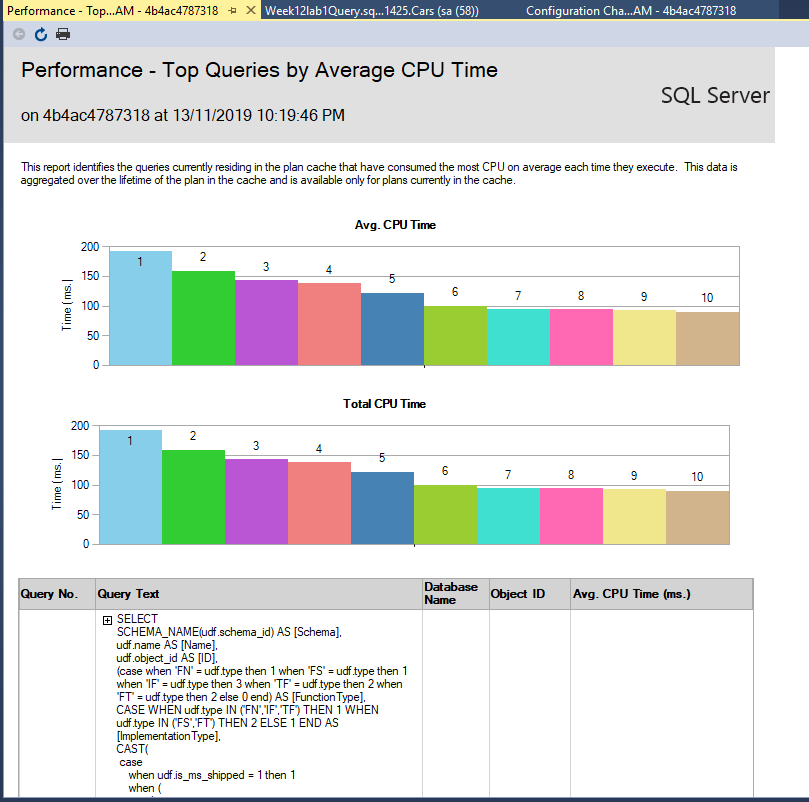 Performance - Top...AM - 4b4ac4787318
Week12lab1Query.sq...1425.Cars (sa (58))
Configuration Cha...AM - 4b4ac4787318
Performance - Top Queries by Average CPU Time
SQL Server
on 4b4ac4787318 at 13/11/2019 10:19:46 PM
This report identifies the queries currently residing in the plan cache that have consumed the most CPU on average each time they execute. This data is
aggregated over the lifetime of the plan in the cache and is available only for plans currently in the cache.
Avg. CPU Time
Time (ms.)
200
150
100
50
0
1 2 3 4 5 6 7 8 9 10
Total CPU Time
Time (ms.)
200
150
100
50
0
1 2 3 4 5 6 7 8 9 10
Query No. Query Text Database Name Object ID Avg. CPU Time (ms.)
SELECT
SCHEMA_NAME(udf.schema_id) AS [Schema],
udf.name AS [Name],
udf.object_id AS [ID],
(case when 'FN' = udf.type then 1 when 'FS' = udf.type then 1
when 'IF' = udf.type then 3 when 'TF' = udf.type then 2 when
'FT' = udf.type then 2 else 0 end) AS [FunctionType],
CASE WHEN udf.type IN ('FN','IF','TF') THEN 1 WHEN
udf.type IN ('FS','FT') THEN 2 ELSE 1 END AS
[ImplementationType],
CAST(
case
when udf.is_ms_shipped = 1 then 1
when (